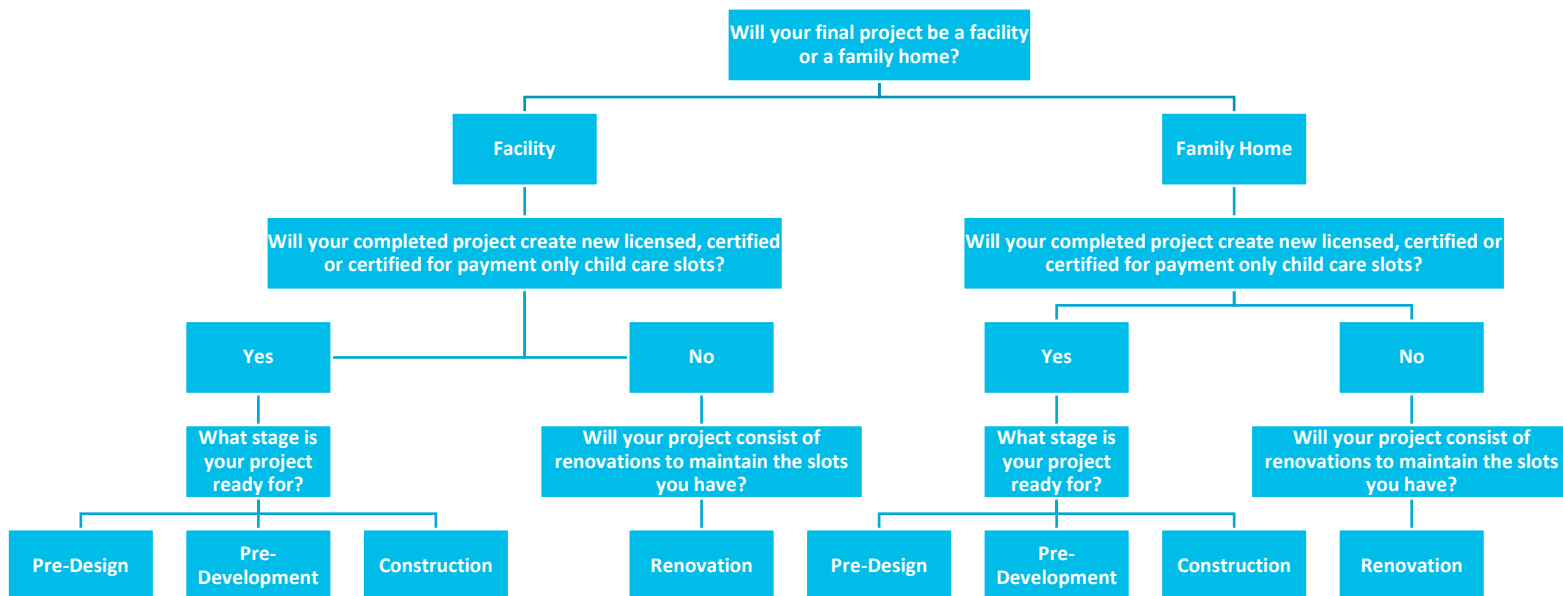 Will your final project be a facility
or a family home?
Facility
Family Home
Will your completed project create new licensed, certified
or certified for payment only child care slots?
Will your completed project create new licensed, certified or
certified for payment only child care slots?
Yes
No
Yes
No
What stage is
your project
ready for?
Will your project consist of
renovations to maintain the slots
you have?
What stage is
your project
ready for?
Will your project consist of
renovations to maintain the slots
you have?
Pre-Design
Pre-
Development
Construction
Renovation
Pre-Design
Pre-
Development
Construction
Renovation